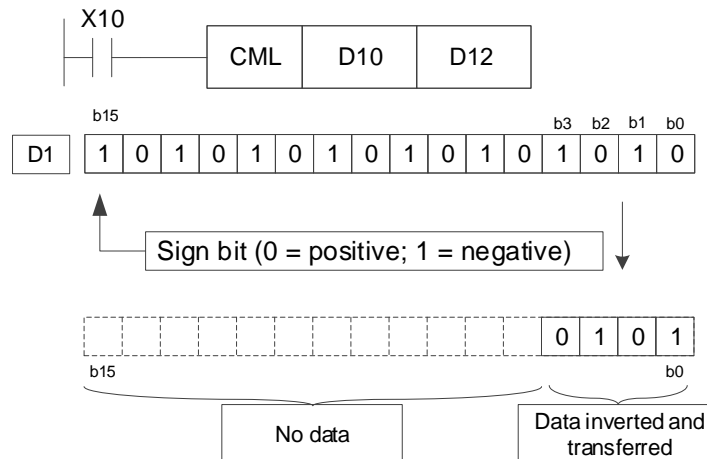 X10
CML D10 D12
b15 b3 b2 b1 b0
D1 1 0 1 0 1 0 1 0 1 0 1 0 1 0 1 0
Sign bit (0 = positive; 1 = negative)
0 1 0 1
b15 b0
No data
Data inverted and
transferred